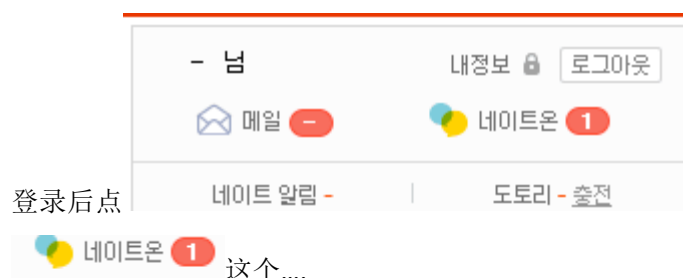 - 넘 내정보 로그아웃
메일 - 네이트온 1
登录后点 네이트 알림 - 도토리 - 충전
네이트온 1 这个....